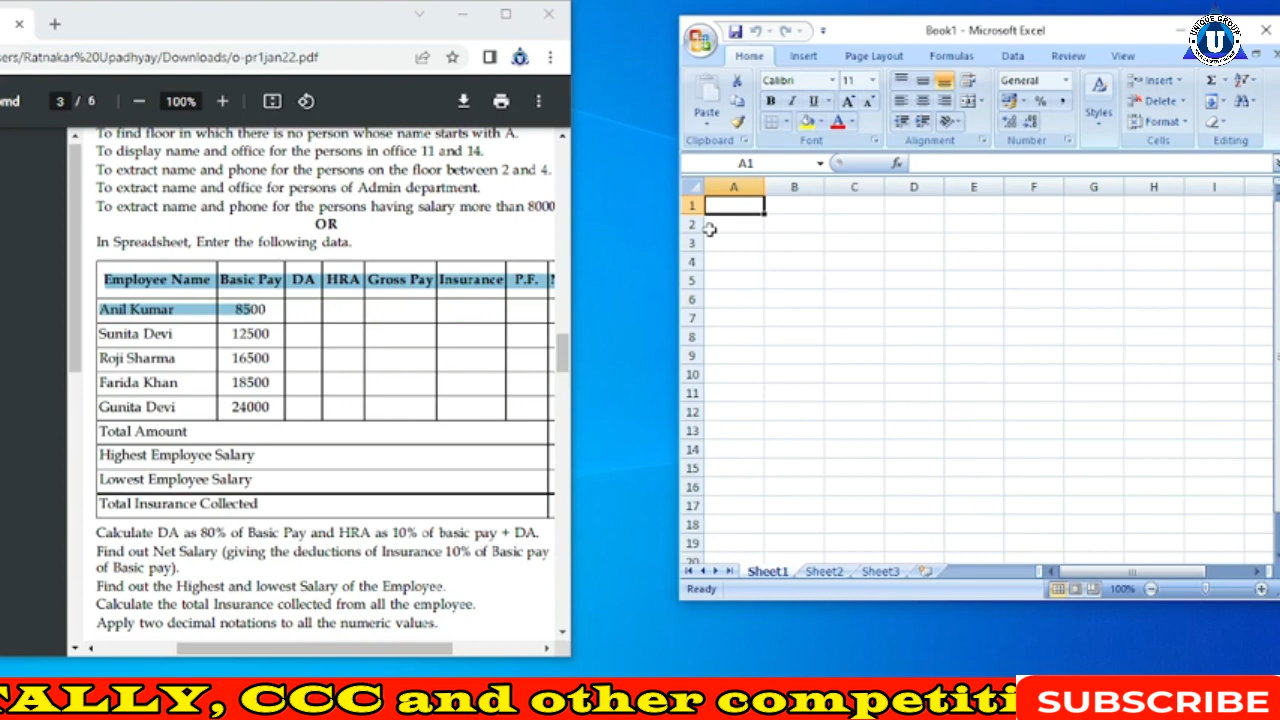 sers/Ratnakar%20Upadhyay/Downloads/o-pr1jan22.pdf
omd 3 / 6 100%
To find floor in which there is no person whose name starts with A.
To display name and office for the persons in office 11 and 14.
To extract name and phone for the persons on the floor between 2 and 4.
To extract name and office for persons of Admin department.
To extract name and phone for the persons having salary more than 8000
OR
In Spreadsheet, Enter the following data.
Employee Name Basic Pay DA HRA Gross Pay Insurance P.F.
Anil Kumar 8500
Sunita Devi 12500
Roji Sharma 16500
Farida Khan 18500
Gunita Devi 24000
Total Amount
Highest Employee Salary
Lowest Employee Salary
Total Insurance Collected
Calculate DA as 80% of Basic Pay and HRA as 10% of basic pay + DA.
Find out Net Salary (giving the deductions of Insurance 10% of Basic pay
of Basic pay).
Find out the Highest and lowest Salary of the Employee.
Calculate the total Insurance collected from all the employee.
Apply two decimal notations to all the numeric values.
Book1 - Microsoft Excel
Home Insert Page Layout Formulas Data Review View
Calibri 11 General Insert
B I U A A % , Styles Delete
Paste A Format
Clipboard Font Alignment Number Cells Editing
A1 fx
A B C D E F G H I
1
2
3
4
5
6
7
8
9
10
11
12
13
14
15
16
17
18
19
20
Sheet1 Sheet2 Sheet3
Ready 100%
UNIQUE GROUP
U
TALLY, CCC and other competiti
SUBSCRIBE